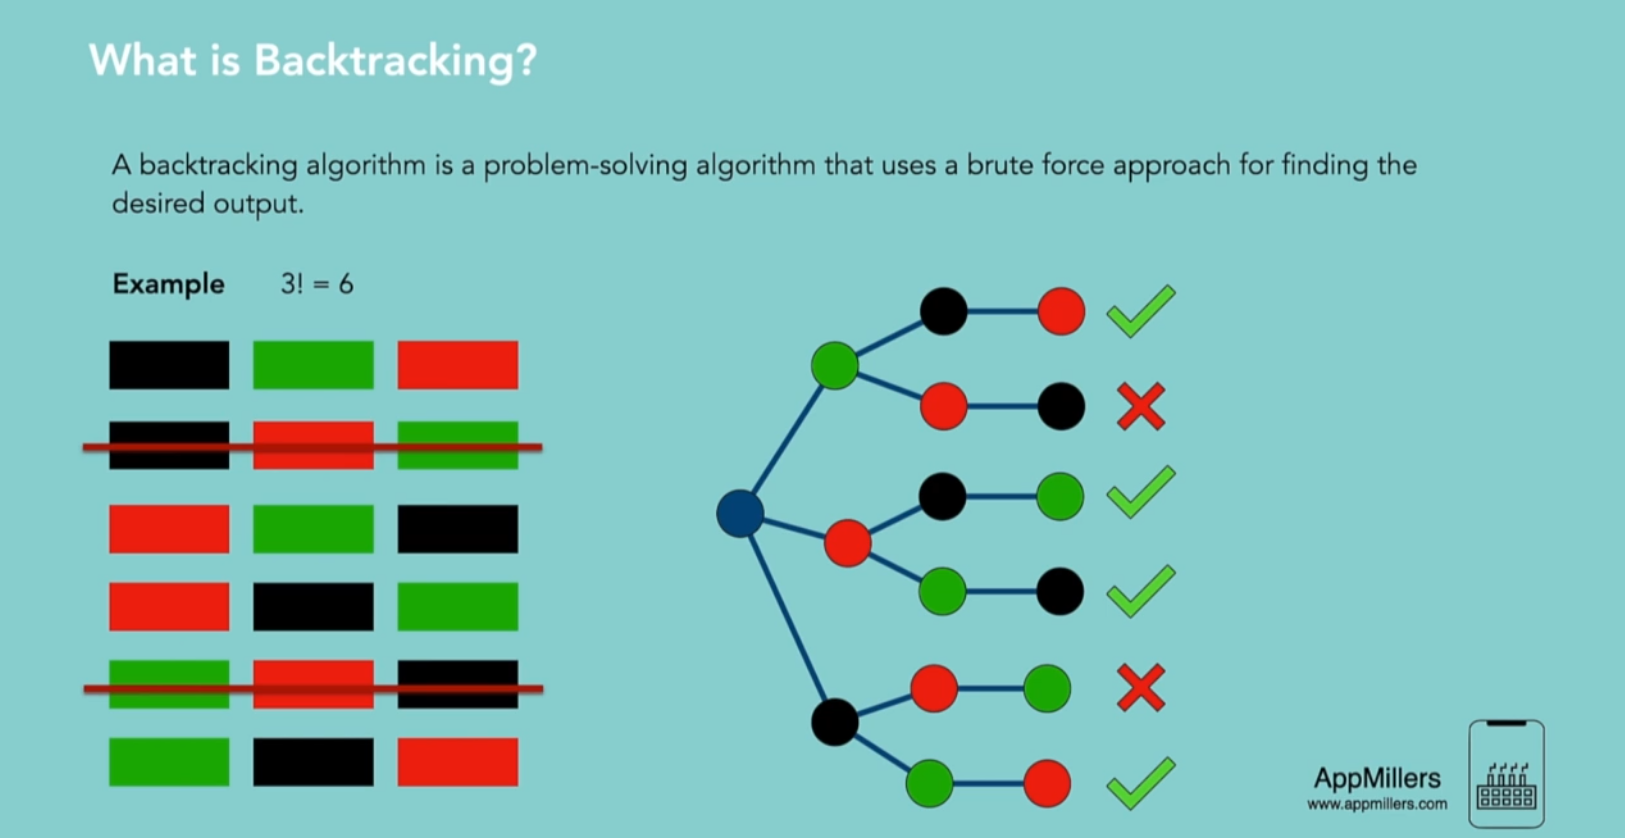 What is Backtracking?
A backtracking algorithm is a problem-solving algorithm that uses a brute force approach for finding the
desired output.
Example 3! = 6
AppMillers
www.appmillers.com